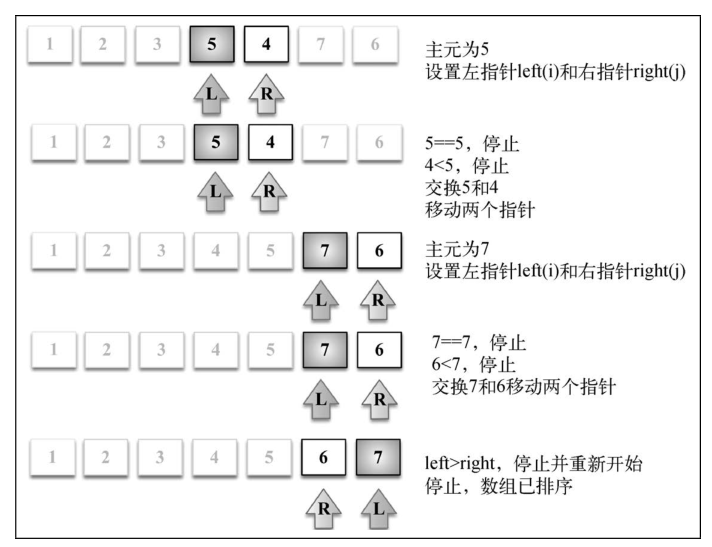 1 2 3 5 4 7 6
主元为5
设置左指针left(i)和右指针right(j)
L R
1 2 3 5 4 7 6
5==5，停止
4<5，停止
交换5和4
移动两个指针
L R
1 2 3 4 5 7 6
主元为7
设置左指针left(i)和右指针right(j)
L R
1 2 3 4 5 7 6
7==7，停止
6<7，停止
交换7和6移动两个指针
L R
1 2 3 4 5 6 7
left>right，停止并重新开始
停止，数组已排序
R L